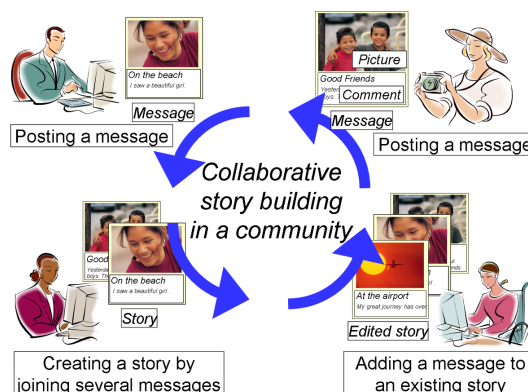 On the beach
I saw a beautiful girl.
Message
Posting a message
Picture
Good Friends
Comment
Message
Posting a message
Collaborative
story building
in a community
Good
On the beach
I saw a beautiful girl.
Story
Creating a story by
joining several messages
At the airport
My great journey has over
Edited story
Adding a message to
an existing story